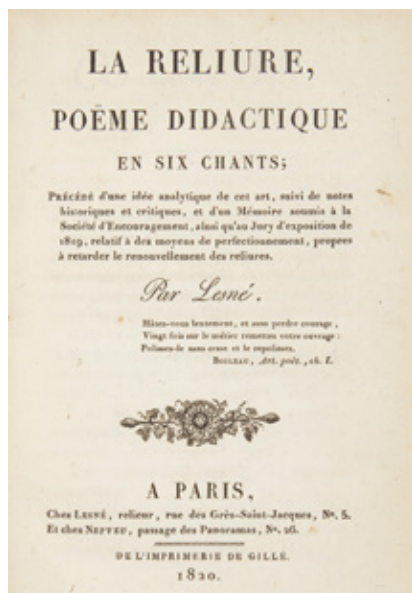 LA RELIURE,
POËME DIDACTIQUE
EN SIX CHANTS;
PRÉCÉDÉ d'une idée analytique de cet art, suivi de notes
historiques et critiques, et d'un Mémoire soumis à la
Société d'Encouragement, ainsi qu'au Jury d'exposition de
1819, relatif à des moyens de perfectionnement, propres
à retarder le renouvellement des reliures.
Par Lesné.
Hâtez-vous lentement, et sans perdre courage,
Vingt fois sur le métier remettez votre ouvrage:
Polissez-le sans cesse et le repolissez.
BOILEAU, Art. poët., ch. I.
A PARIS,
Chez LESNÉ, relieur, rue des Grès-Saint-Jacques, N°. 5.
Et chez NEPVEU, passage des Panoramas, N°. 26.
DE L'IMPRIMERIE DE GILLÉ.
1820.